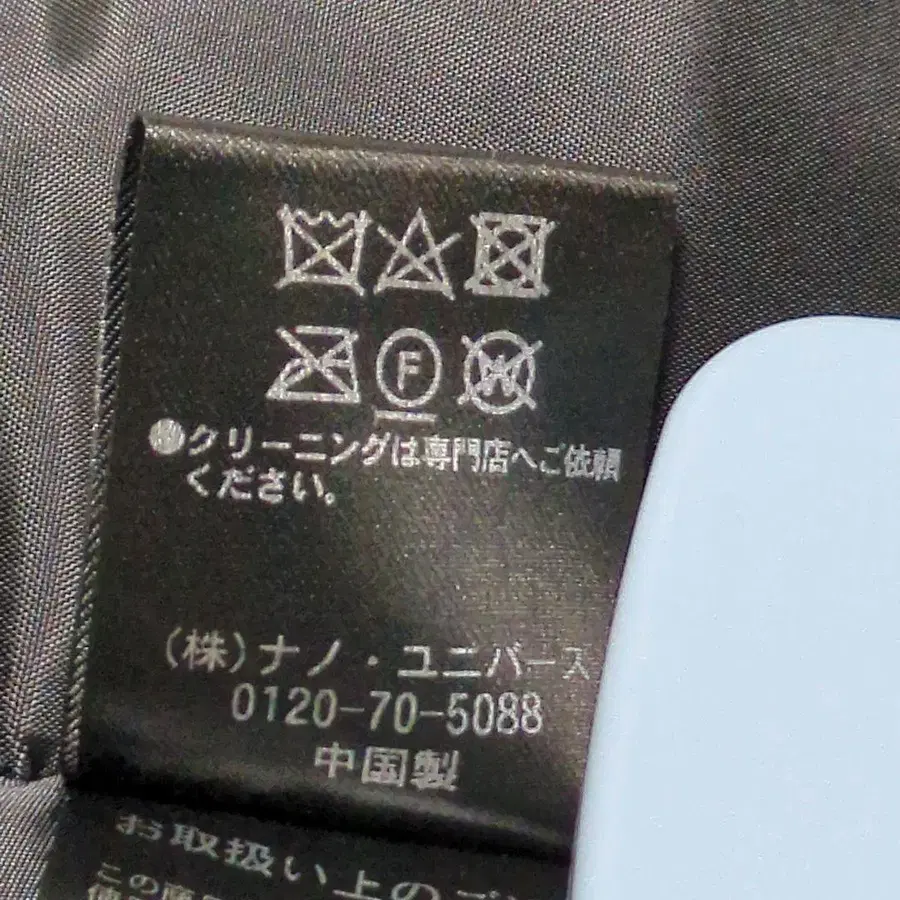 F W
●クリーニングは専門店へご依頼
ください。
(株)ナノ・ユニバース
0120-70-5088
中国製
お取扱い上の
この